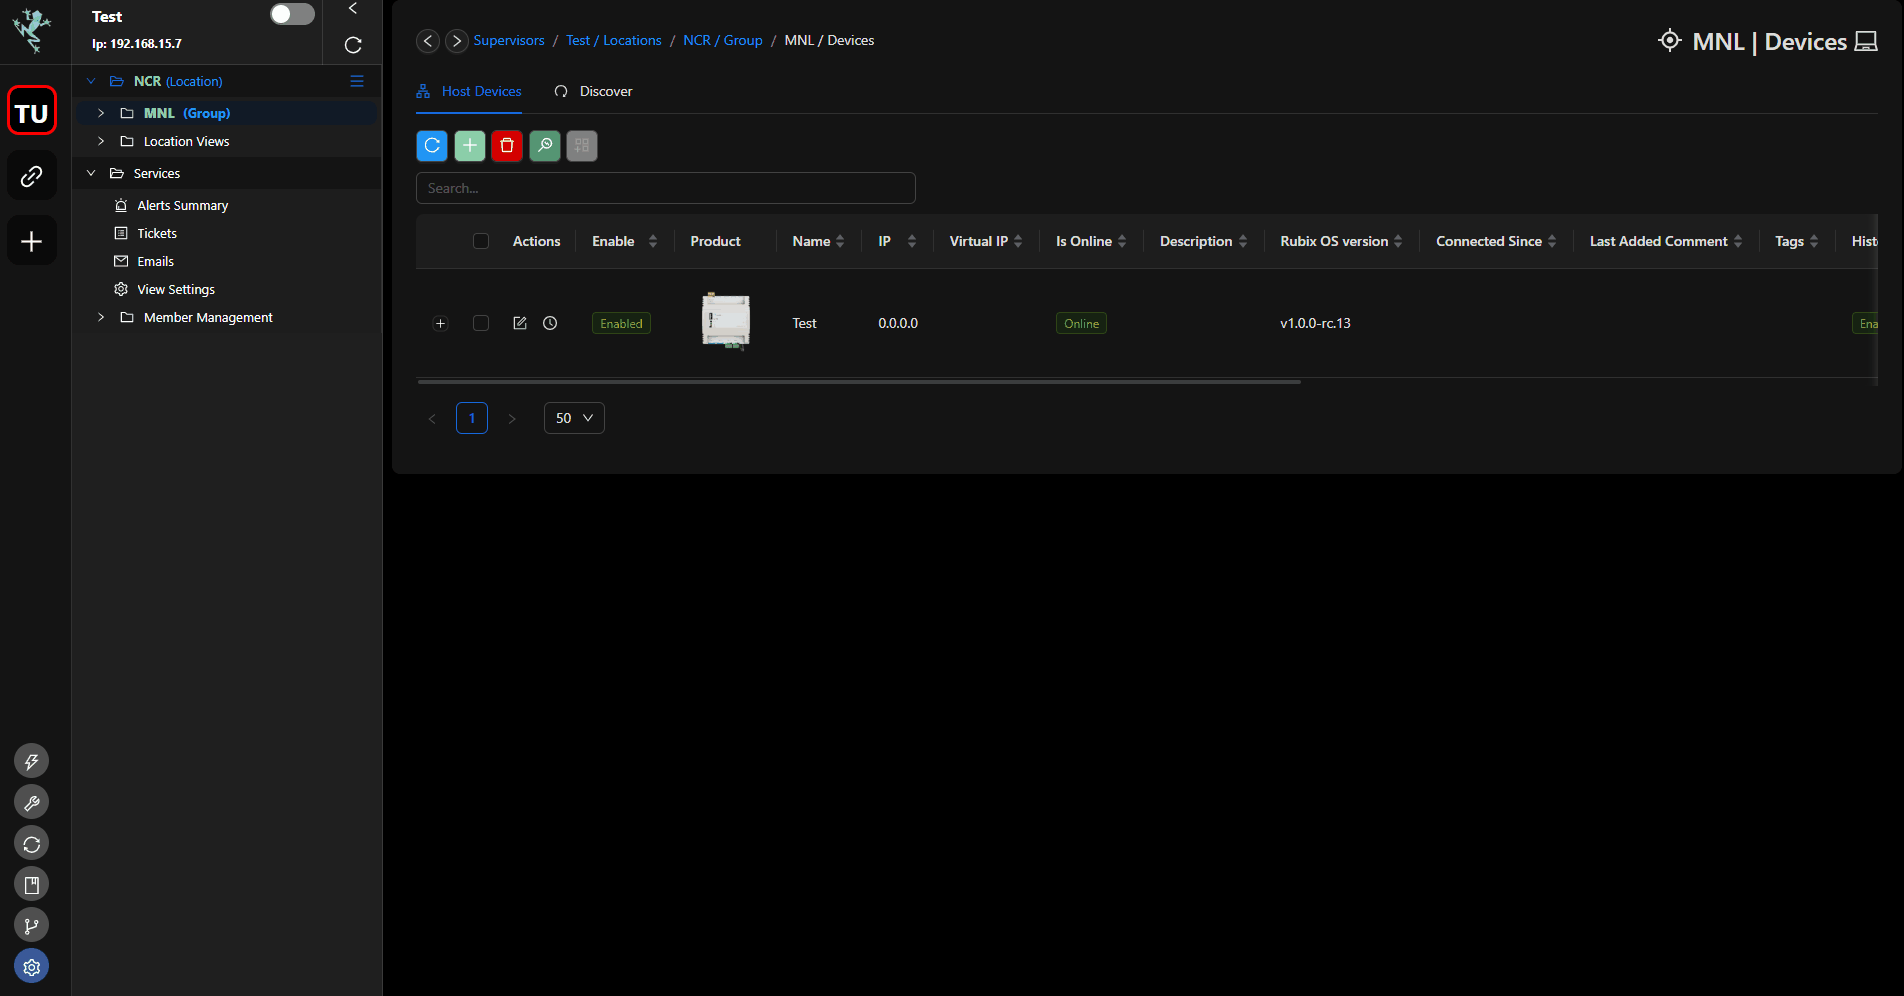 Test
Ip: 192.168.15.7
TU
NCR (Location)
MNL (Group)
Location Views
Services
Alerts Summary
Tickets
Emails
View Settings
Member Management
Supervisors / Test / Locations / NCR / Group / MNL / Devices
MNL | Devices
Host Devices Discover
Search...
Actions Enable Product Name IP Virtual IP Is Online Description Rubix OS version Connected Since Last Added Comment Tags Hist
Enabled Test 0.0.0.0 Online v1.0.0-rc.13 Ena
1 50